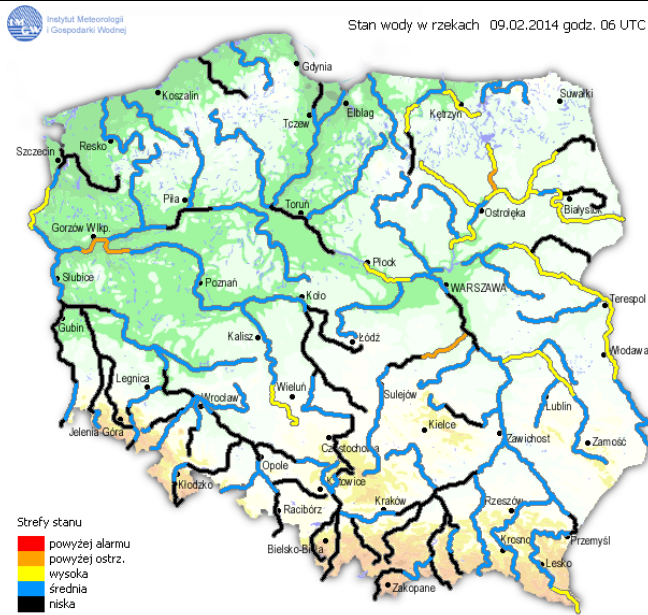 IMGW
Instytut Meteorologii
i Gospodarki Wodnej
Stan wody w rzekach 09.02.2014 godz. 06 UTC
Gdynia
Koszalin
Suwałki
Tczew
Elbląg
Kętrzyn
Resko
Szczecin
Piła
Toruń
Ostrołęka
Białystok
Gorzów Wlkp.
Płock
Słubice
Poznań
Koło
WARSZAWA
Terespol
Gubin
Kalisz
Łódź
Włodawa
Legnica
Wieluń
Sulejów
Wrocław
Lublin
Jelenia Góra
Kielce
Zawichost
Zamość
Częstochowa
Opole
Kłodzko
Katowice
Racibórz
Kraków
Rzeszów
Bielsko-Biała
Krosno
Przemyśl
Lesko
Zakopane
Strefy stanu
powyżej alarmu
powyżej ostrz.
wysoka
średnia
niska